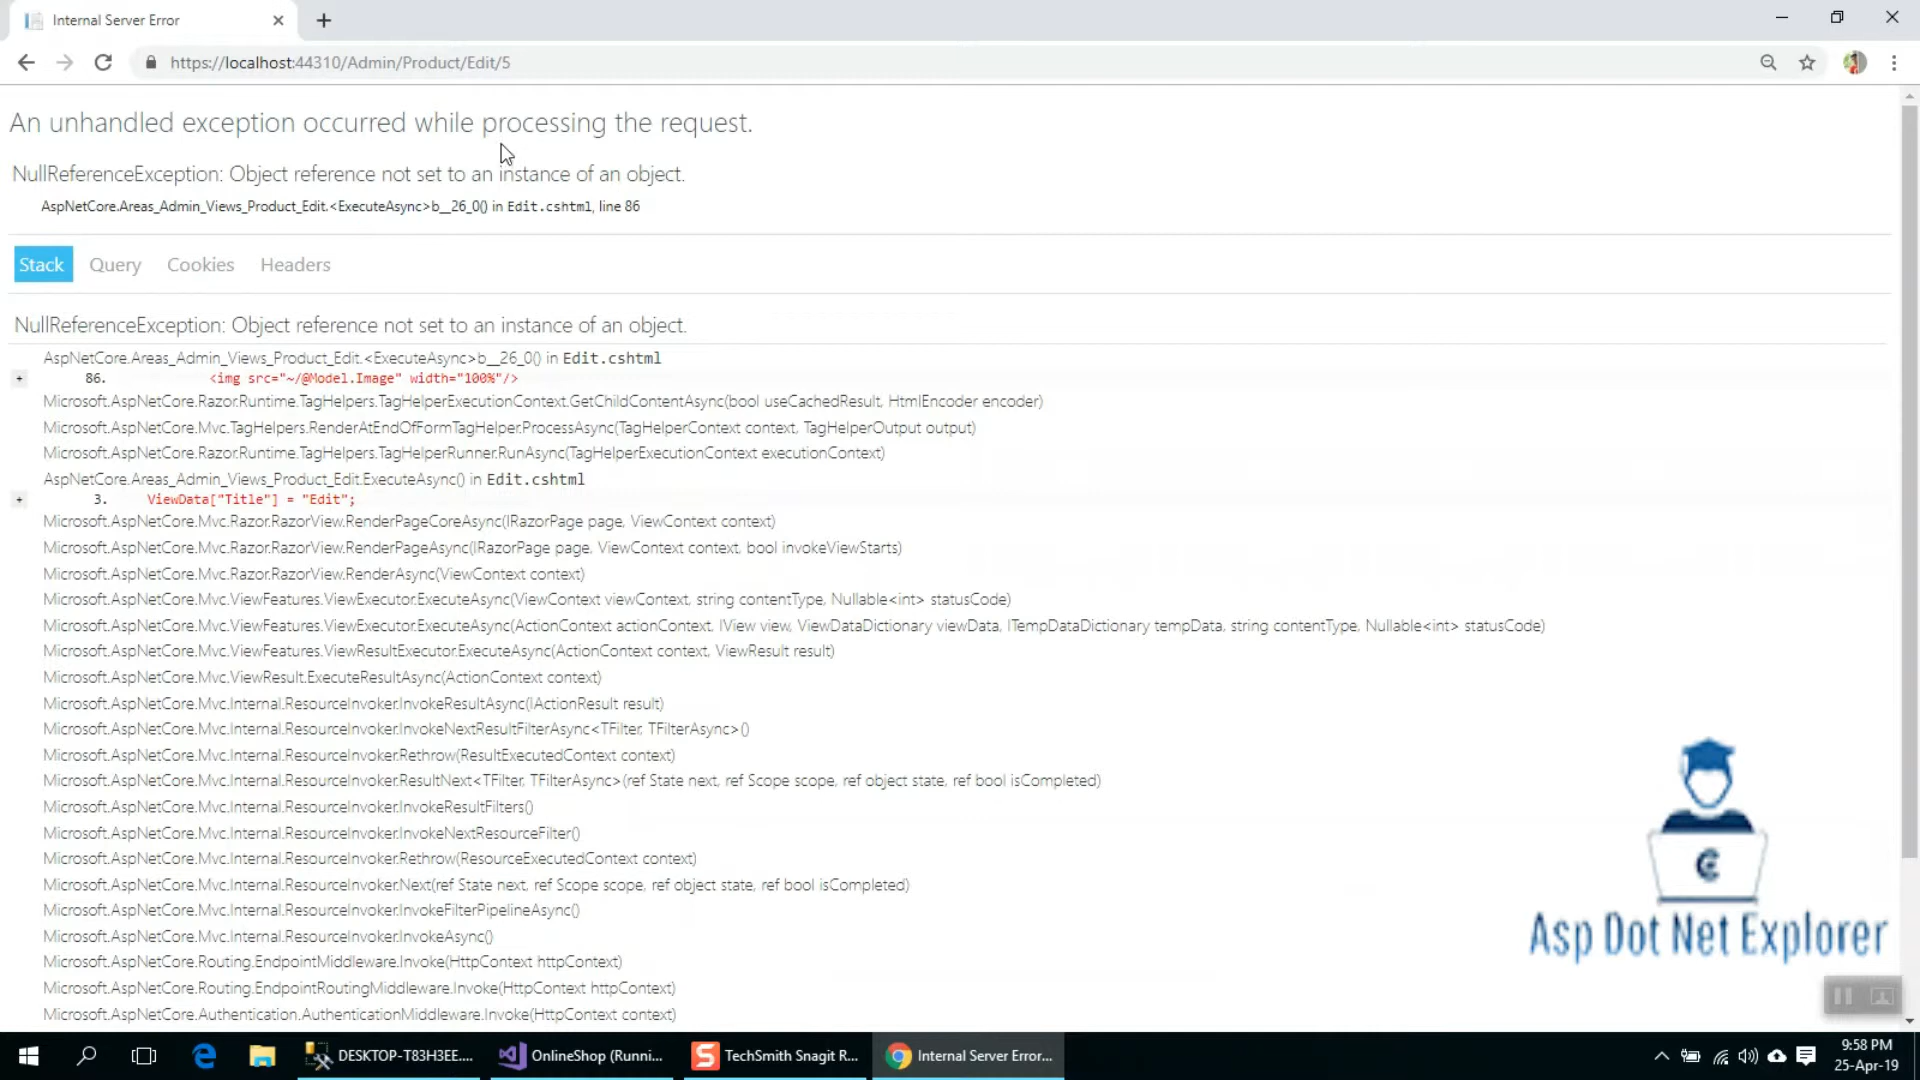 Internal Server Error
https://localhost:44310/Admin/Product/Edit/5
An unhandled exception occurred while processing the request.
NullReferenceException: Object reference not set to an instance of an object.
AspNetCore.Areas_Admin_Views_Product_Edit.<ExecuteAsync>b__26_0() in Edit.cshtml, line 86
Stack Query Cookies Headers
NullReferenceException: Object reference not set to an instance of an object.
AspNetCore.Areas_Admin_Views_Product_Edit.<ExecuteAsync>b__26_0() in Edit.cshtml
+ 86. <img src="~/@Model.Image" width="100%"/>
Microsoft.AspNetCore.Razor.Runtime.TagHelpers.TagHelperExecutionContext.GetChildContentAsync(bool useCachedResult, HtmlEncoder encoder)
Microsoft.AspNetCore.Mvc.TagHelpers.RenderAtEndOfFormTagHelper.ProcessAsync(TagHelperContext context, TagHelperOutput output)
Microsoft.AspNetCore.Razor.Runtime.TagHelpers.TagHelperRunner.RunAsync(TagHelperExecutionContext executionContext)
AspNetCore.Areas_Admin_Views_Product_Edit.ExecuteAsync() in Edit.cshtml
+ 3. ViewData["Title"] = "Edit";
Microsoft.AspNetCore.Mvc.Razor.RazorView.RenderPageCoreAsync(IRazorPage page, ViewContext context)
Microsoft.AspNetCore.Mvc.Razor.RazorView.RenderPageAsync(IRazorPage page, ViewContext context, bool invokeViewStarts)
Microsoft.AspNetCore.Mvc.Razor.RazorView.RenderAsync(ViewContext context)
Microsoft.AspNetCore.Mvc.ViewFeatures.ViewExecutor.ExecuteAsync(ViewContext viewContext, string contentType, Nullable<int> statusCode)
Microsoft.AspNetCore.Mvc.ViewFeatures.ViewExecutor.ExecuteAsync(ActionContext actionContext, IView view, ViewDataDictionary viewData, ITempDataDictionary tempData, string contentType, Nullable<int> statusCode)
Microsoft.AspNetCore.Mvc.ViewFeatures.ViewResultExecutor.ExecuteAsync(ActionContext context, ViewResult result)
Microsoft.AspNetCore.Mvc.ViewResult.ExecuteResultAsync(ActionContext context)
Microsoft.AspNetCore.Mvc.Internal.ResourceInvoker.InvokeResultAsync(IActionResult result)
Microsoft.AspNetCore.Mvc.Internal.ResourceInvoker.InvokeNextResultFilterAsync<TFilter, TFilterAsync>()
Microsoft.AspNetCore.Mvc.Internal.ResourceInvoker.Rethrow(ResultExecutedContext context)
Microsoft.AspNetCore.Mvc.Internal.ResourceInvoker.ResultNext<TFilter, TFilterAsync>(ref State next, ref Scope scope, ref object state, ref bool isCompleted)
Microsoft.AspNetCore.Mvc.Internal.ResourceInvoker.InvokeResultFilters()
Microsoft.AspNetCore.Mvc.Internal.ResourceInvoker.InvokeNextResourceFilter()
Microsoft.AspNetCore.Mvc.Internal.ResourceInvoker.Rethrow(ResourceExecutedContext context)
Microsoft.AspNetCore.Mvc.Internal.ResourceInvoker.Next(ref State next, ref Scope scope, ref object state, ref bool isCompleted)
Microsoft.AspNetCore.Mvc.Internal.ResourceInvoker.InvokeFilterPipelineAsync()
Microsoft.AspNetCore.Mvc.Internal.ResourceInvoker.InvokeAsync()
Microsoft.AspNetCore.Routing.EndpointMiddleware.Invoke(HttpContext httpContext)
Microsoft.AspNetCore.Routing.EndpointRoutingMiddleware.Invoke(HttpContext httpContext)
Microsoft.AspNetCore.Authentication.AuthenticationMiddleware.Invoke(HttpContext context)
Asp Dot Net Explorer
DESKTOP-T83H3EE.... OnlineShop (Runni... TechSmith Snagit R... Internal Server Error...
9:58 PM
25-Apr-19